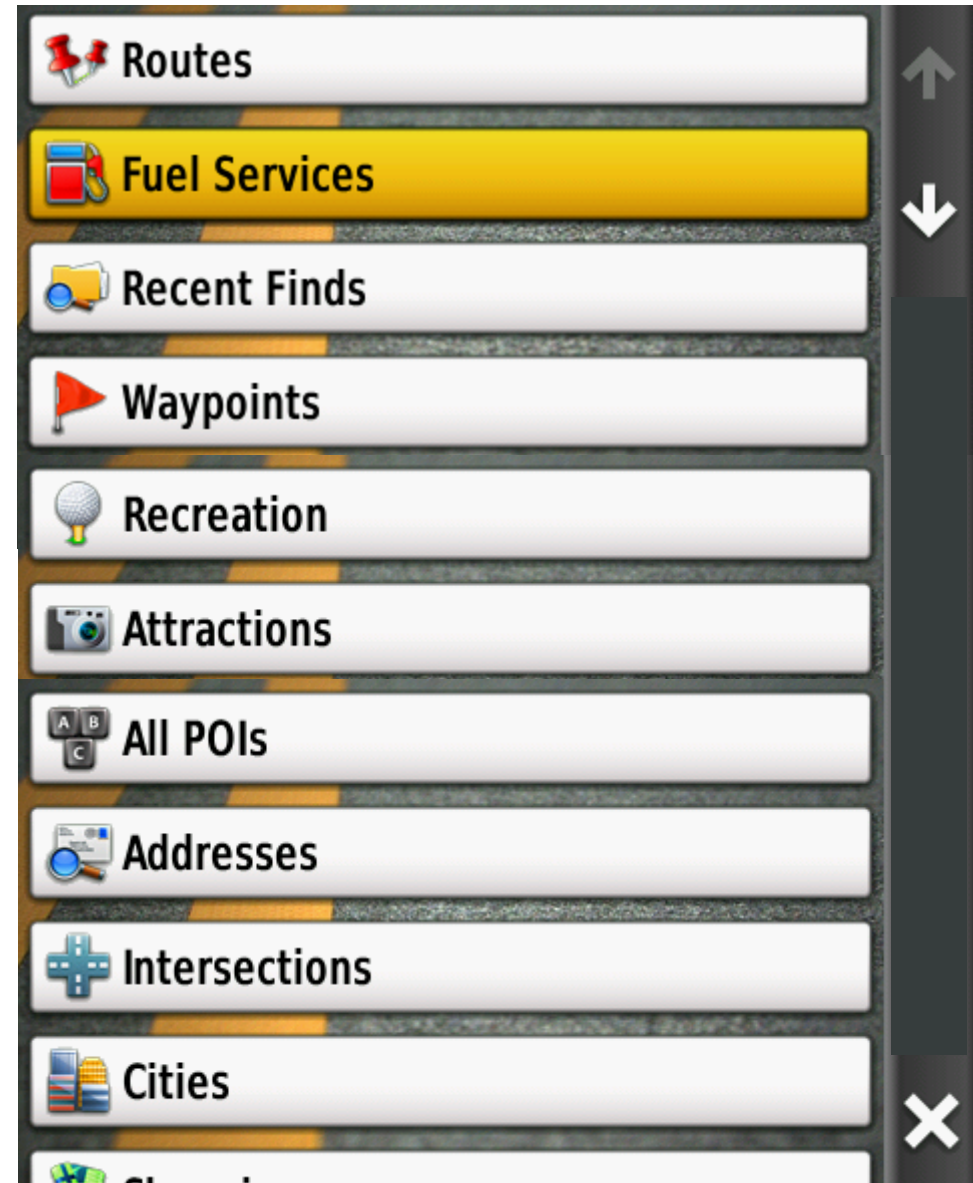 Routes
Fuel Services
Recent Finds
Waypoints
Recreation
Attractions
A B
C
All POIs
Addresses
Intersections
Cities